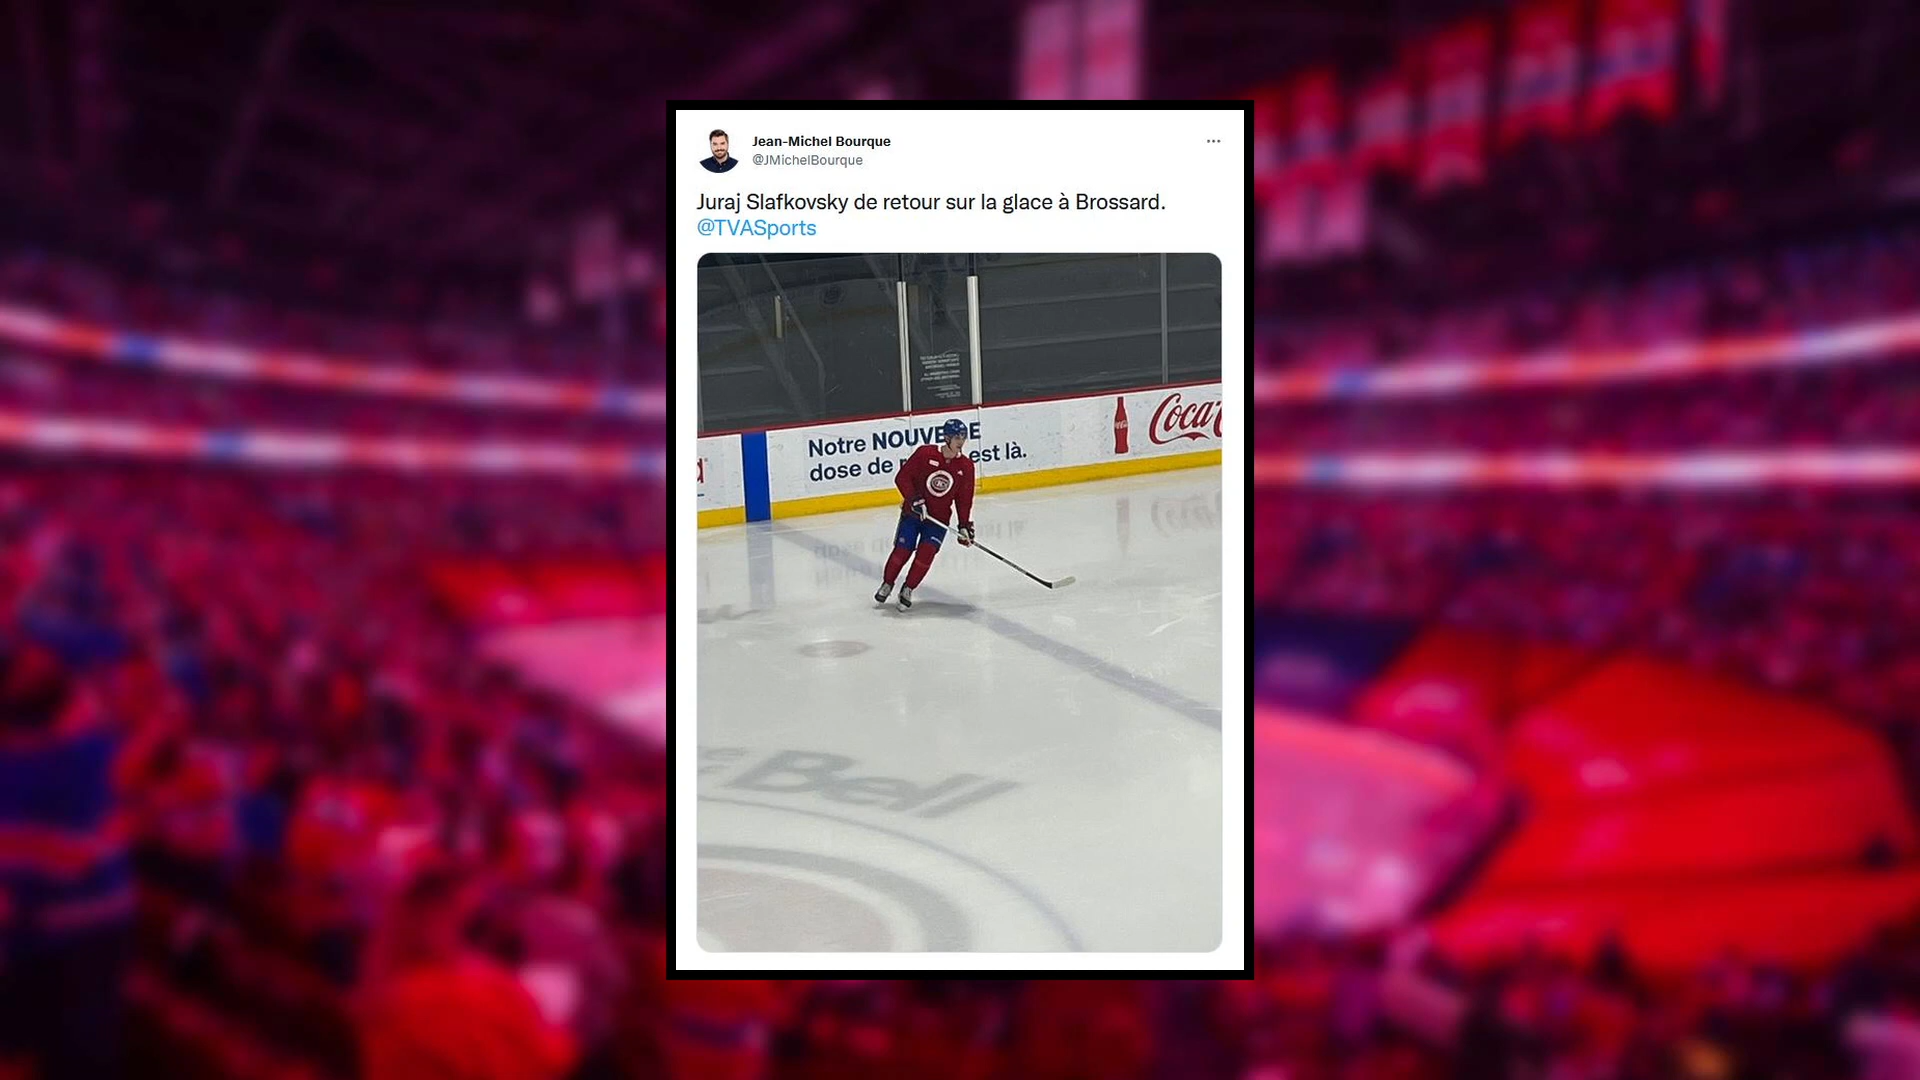 Jean-Michel Bourque
@JMichelBourque
Juraj Slafkovsky de retour sur la glace à Brossard.
@TVASports
Notre NOUVE
dose de
est là.
Coca
Bell